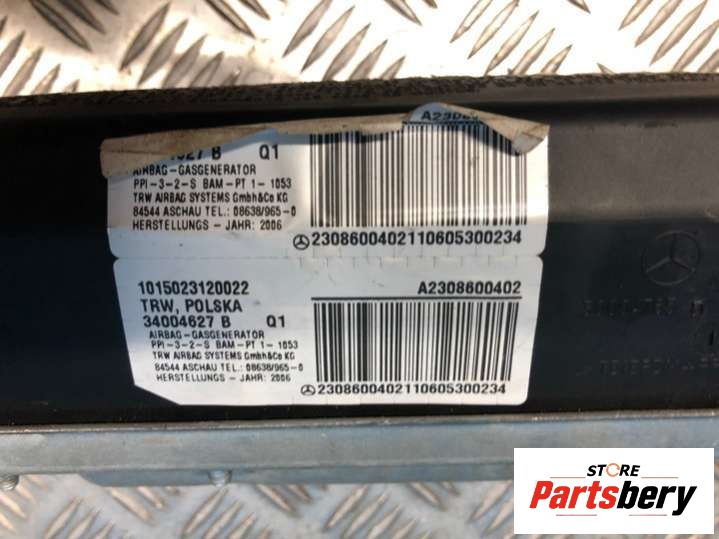 A230
627 B Q1
AIRBAG-GASGENERATOR
PPI-3-2-S BAM-PT 1- 1053
TRW AIRBAG SYSTEMS GmbH&Co KG
84544 ASCHAU TEL.: 08638/965-0
HERSTELLUNGS - JAHR: 2006
2308600402110605300234
1015023120022 A2308600402
TRW, POLSKA
34004627 B Q1
AIRBAG-GASGENERATOR
PPI-3-2-S BAM-PT 1- 1053
TRW AIRBAG SYSTEMS GmbH&Co KG
84544 ASCHAU TEL.: 08638/965-0
HERSTELLUNGS - JAHR: 2006
2308600402110605300234
STORE
Partsbery